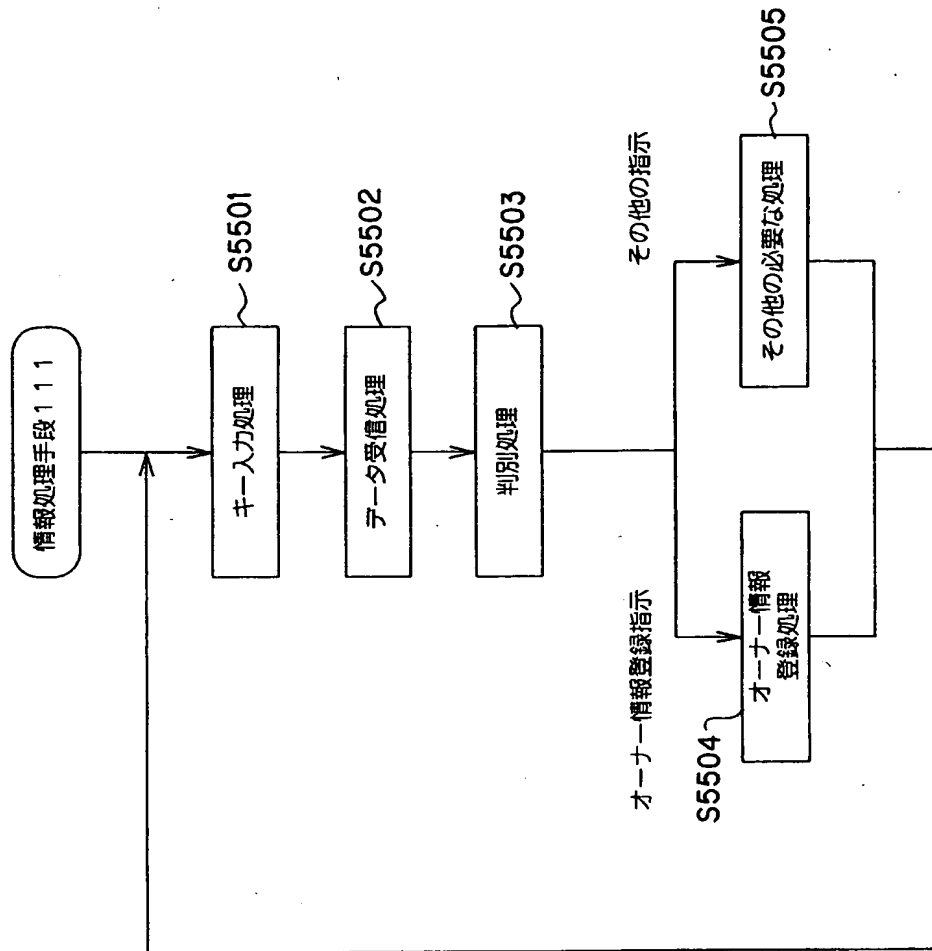 情報処理手段111
キー入力処理
S5501
データ受信処理
S5502
判別処理
S5503
オーナー情報登録指示
その他の指示
S5504
オーナー情報
登録処理
その他の必要な処理
S5505